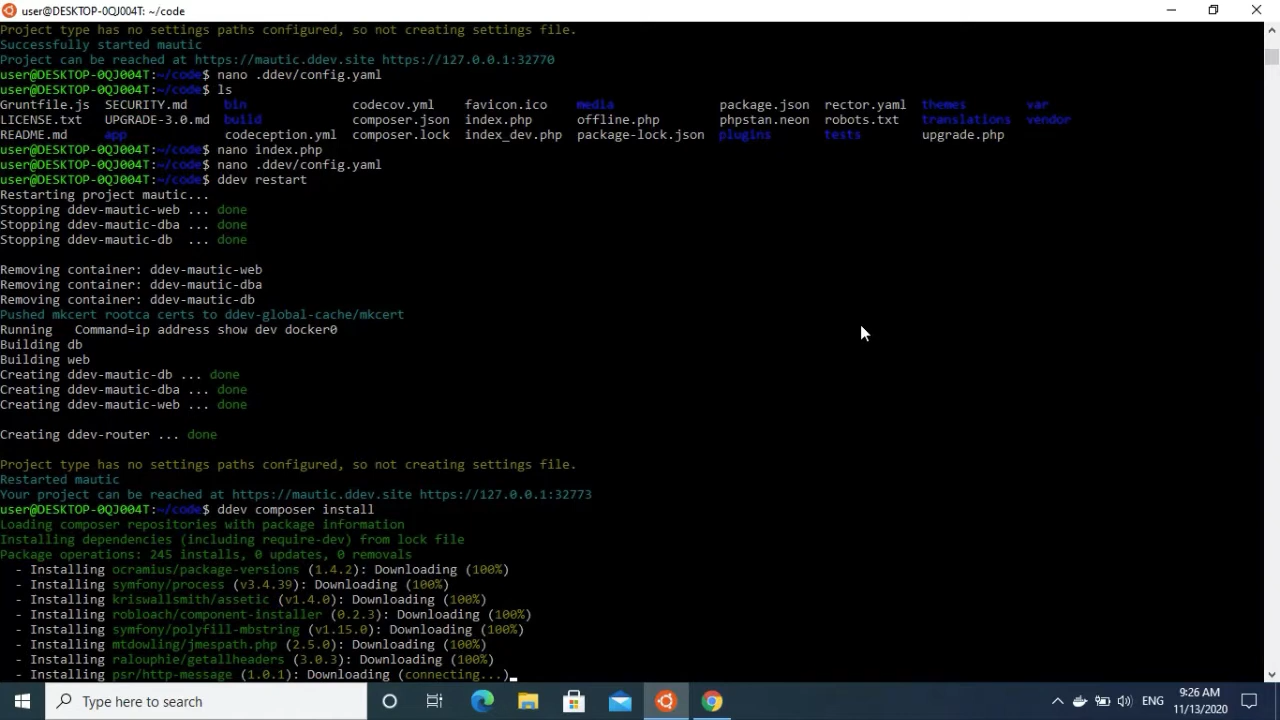 user@DESKTOP-0QJ004T: ~/code
Project type has no settings paths configured, so not creating settings file.
Successfully started mautic
Project can be reached at https://mautic.ddev.site https://127.0.0.1:32770
user@DESKTOP-0QJ004T:~/code$ nano .ddev/config.yaml
user@DESKTOP-0QJ004T:~/code$ ls
Gruntfile.js SECURITY.md bin codecov.yml favicon.ico media package.json rector.yaml themes var
LICENSE.txt UPGRADE-3.0.md build composer.json index.php offline.php phpstan.neon robots.txt translations vendor
README.md app codeception.yml composer.lock index_dev.php package-lock.json plugins tests upgrade.php
user@DESKTOP-0QJ004T:~/code$ nano index.php
user@DESKTOP-0QJ004T:~/code$ nano .ddev/config.yaml
user@DESKTOP-0QJ004T:~/code$ ddev restart
Restarting project mautic...
Stopping ddev-mautic-web ... done
Stopping ddev-mautic-dba ... done
Stopping ddev-mautic-db ... done
Removing container: ddev-mautic-web
Removing container: ddev-mautic-dba
Removing container: ddev-mautic-db
Pushed mkcert rootca certs to ddev-global-cache/mkcert
Running Command=ip address show dev docker0
Building db
Building web
Creating ddev-mautic-db ... done
Creating ddev-mautic-dba ... done
Creating ddev-mautic-web ... done
Creating ddev-router ... done
Project type has no settings paths configured, so not creating settings file.
Restarted mautic
Your project can be reached at https://mautic.ddev.site https://127.0.0.1:32773
user@DESKTOP-0QJ004T:~/code$ ddev composer install
Loading composer repositories with package information
Installing dependencies (including require-dev) from lock file
Package operations: 245 installs, 0 updates, 0 removals
- Installing ocramius/package-versions (1.4.2): Downloading (100%)
- Installing symfony/process (v3.4.39): Downloading (100%)
- Installing kriswallsmith/assetic (v1.4.0): Downloading (100%)
- Installing robloach/component-installer (0.2.3): Downloading (100%)
- Installing symfony/polyfill-mbstring (v1.15.0): Downloading (100%)
- Installing mtdowling/jmespath.php (2.5.0): Downloading (100%)
- Installing ralouphie/getallheaders (3.0.3): Downloading (100%)
- Installing psr/http-message (1.0.1): Downloading (connecting...)
Type here to search
ENG
9:26 AM
11/13/2020